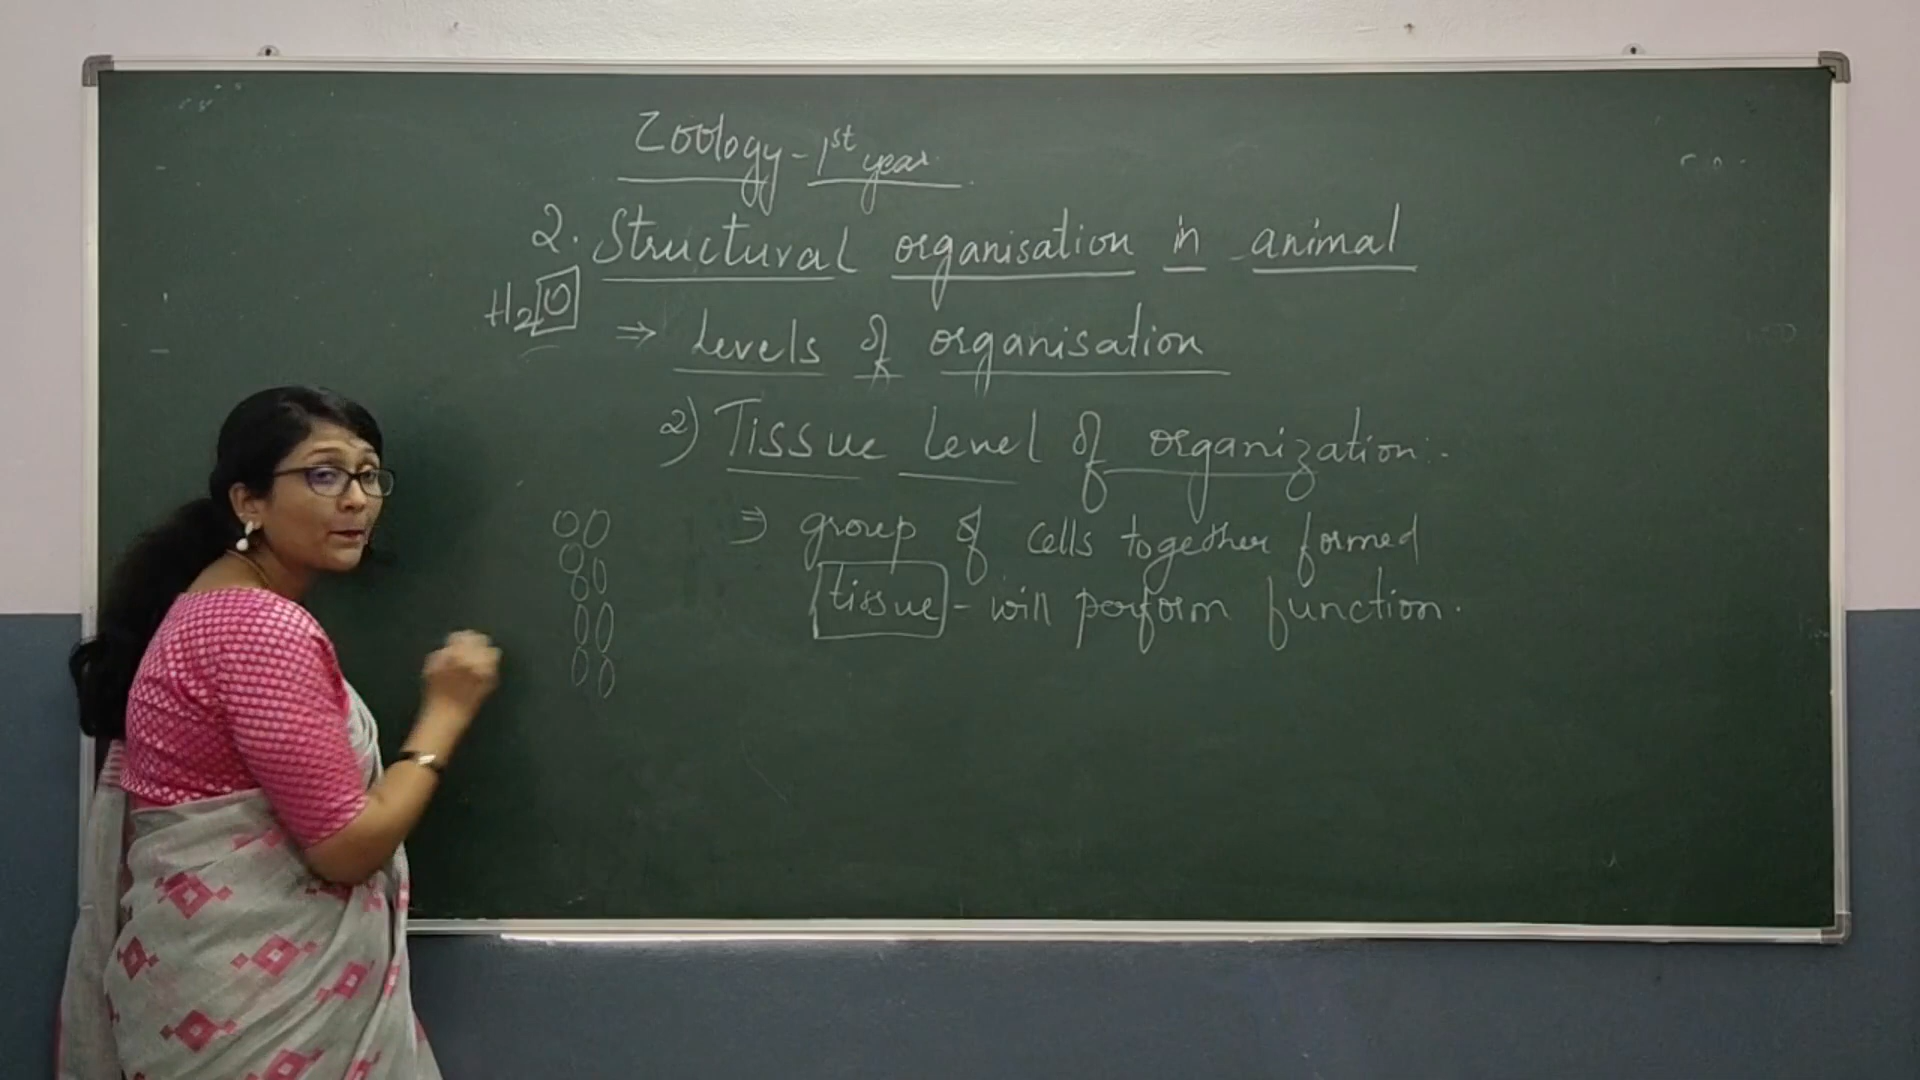 Zoology - 1st year
2. Structural organisation in animal
H2O
⇒ Levels of organisation
2) Tissue level of organization:-
⇒ group of cells together formed
tissue - will perform function.